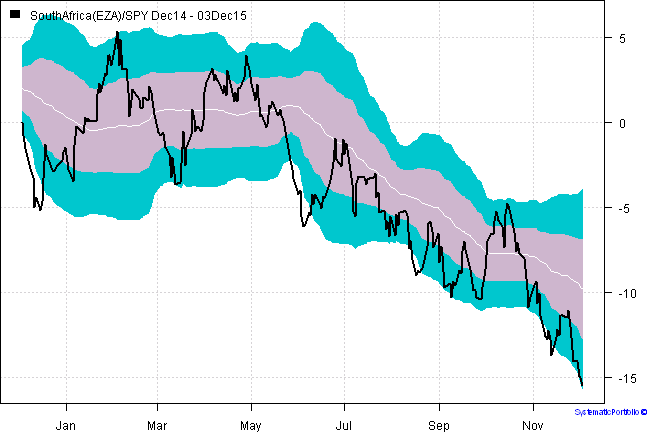 SouthAfrica(EZA)/SPY Dec14 - 03Dec15
5
0
-5
-10
-15
Jan Mar May Jul Sep Nov
SystematicPortfolio ©